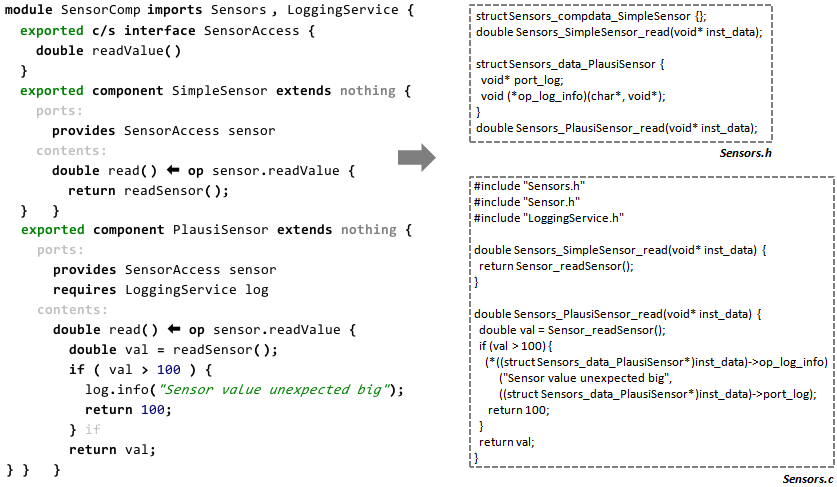 module SensorComp imports Sensors, LoggingService {
exported c/s interface SensorAccess {
double readValue()
}
exported component SimpleSensor extends nothing {
ports:
provides SensorAccess sensor
contents:
double read() ⬅ op sensor.readValue {
return readSensor();
} }
exported component PlausiSensor extends nothing {
ports:
provides SensorAccess sensor
requires LoggingService log
contents:
double read() ⬅ op sensor.readValue {
double val = readSensor();
if ( val > 100 ) {
log.info("Sensor value unexpected big");
return 100;
} if
return val;
} } }
struct Sensors_compdata_SimpleSensor {};
double Sensors_SimpleSensor_read(void* inst_data);
struct Sensors_data_PlausiSensor {
void* port_log;
void (*op_log_info)(char*, void*);
}
double Sensors_PlausiSensor_read(void* inst_data);
Sensors.h
#include "Sensors.h"
#include "Sensor.h"
#include "LoggingService.h"
double Sensors_SimpleSensor_read(void* inst_data) {
return Sensor_readSensor();
}
double Sensors_PlausiSensor_read(void* inst_data) {
double val = Sensor_readSensor();
if (val > 100) {
(*((struct Sensors_data_PlausiSensor*)inst_data)->op_log_info)
("Sensor value unexpected big",
((struct Sensors_data_PlausiSensor*)inst_data)->port_log);
return 100;
}
return val;
}
Sensors.c